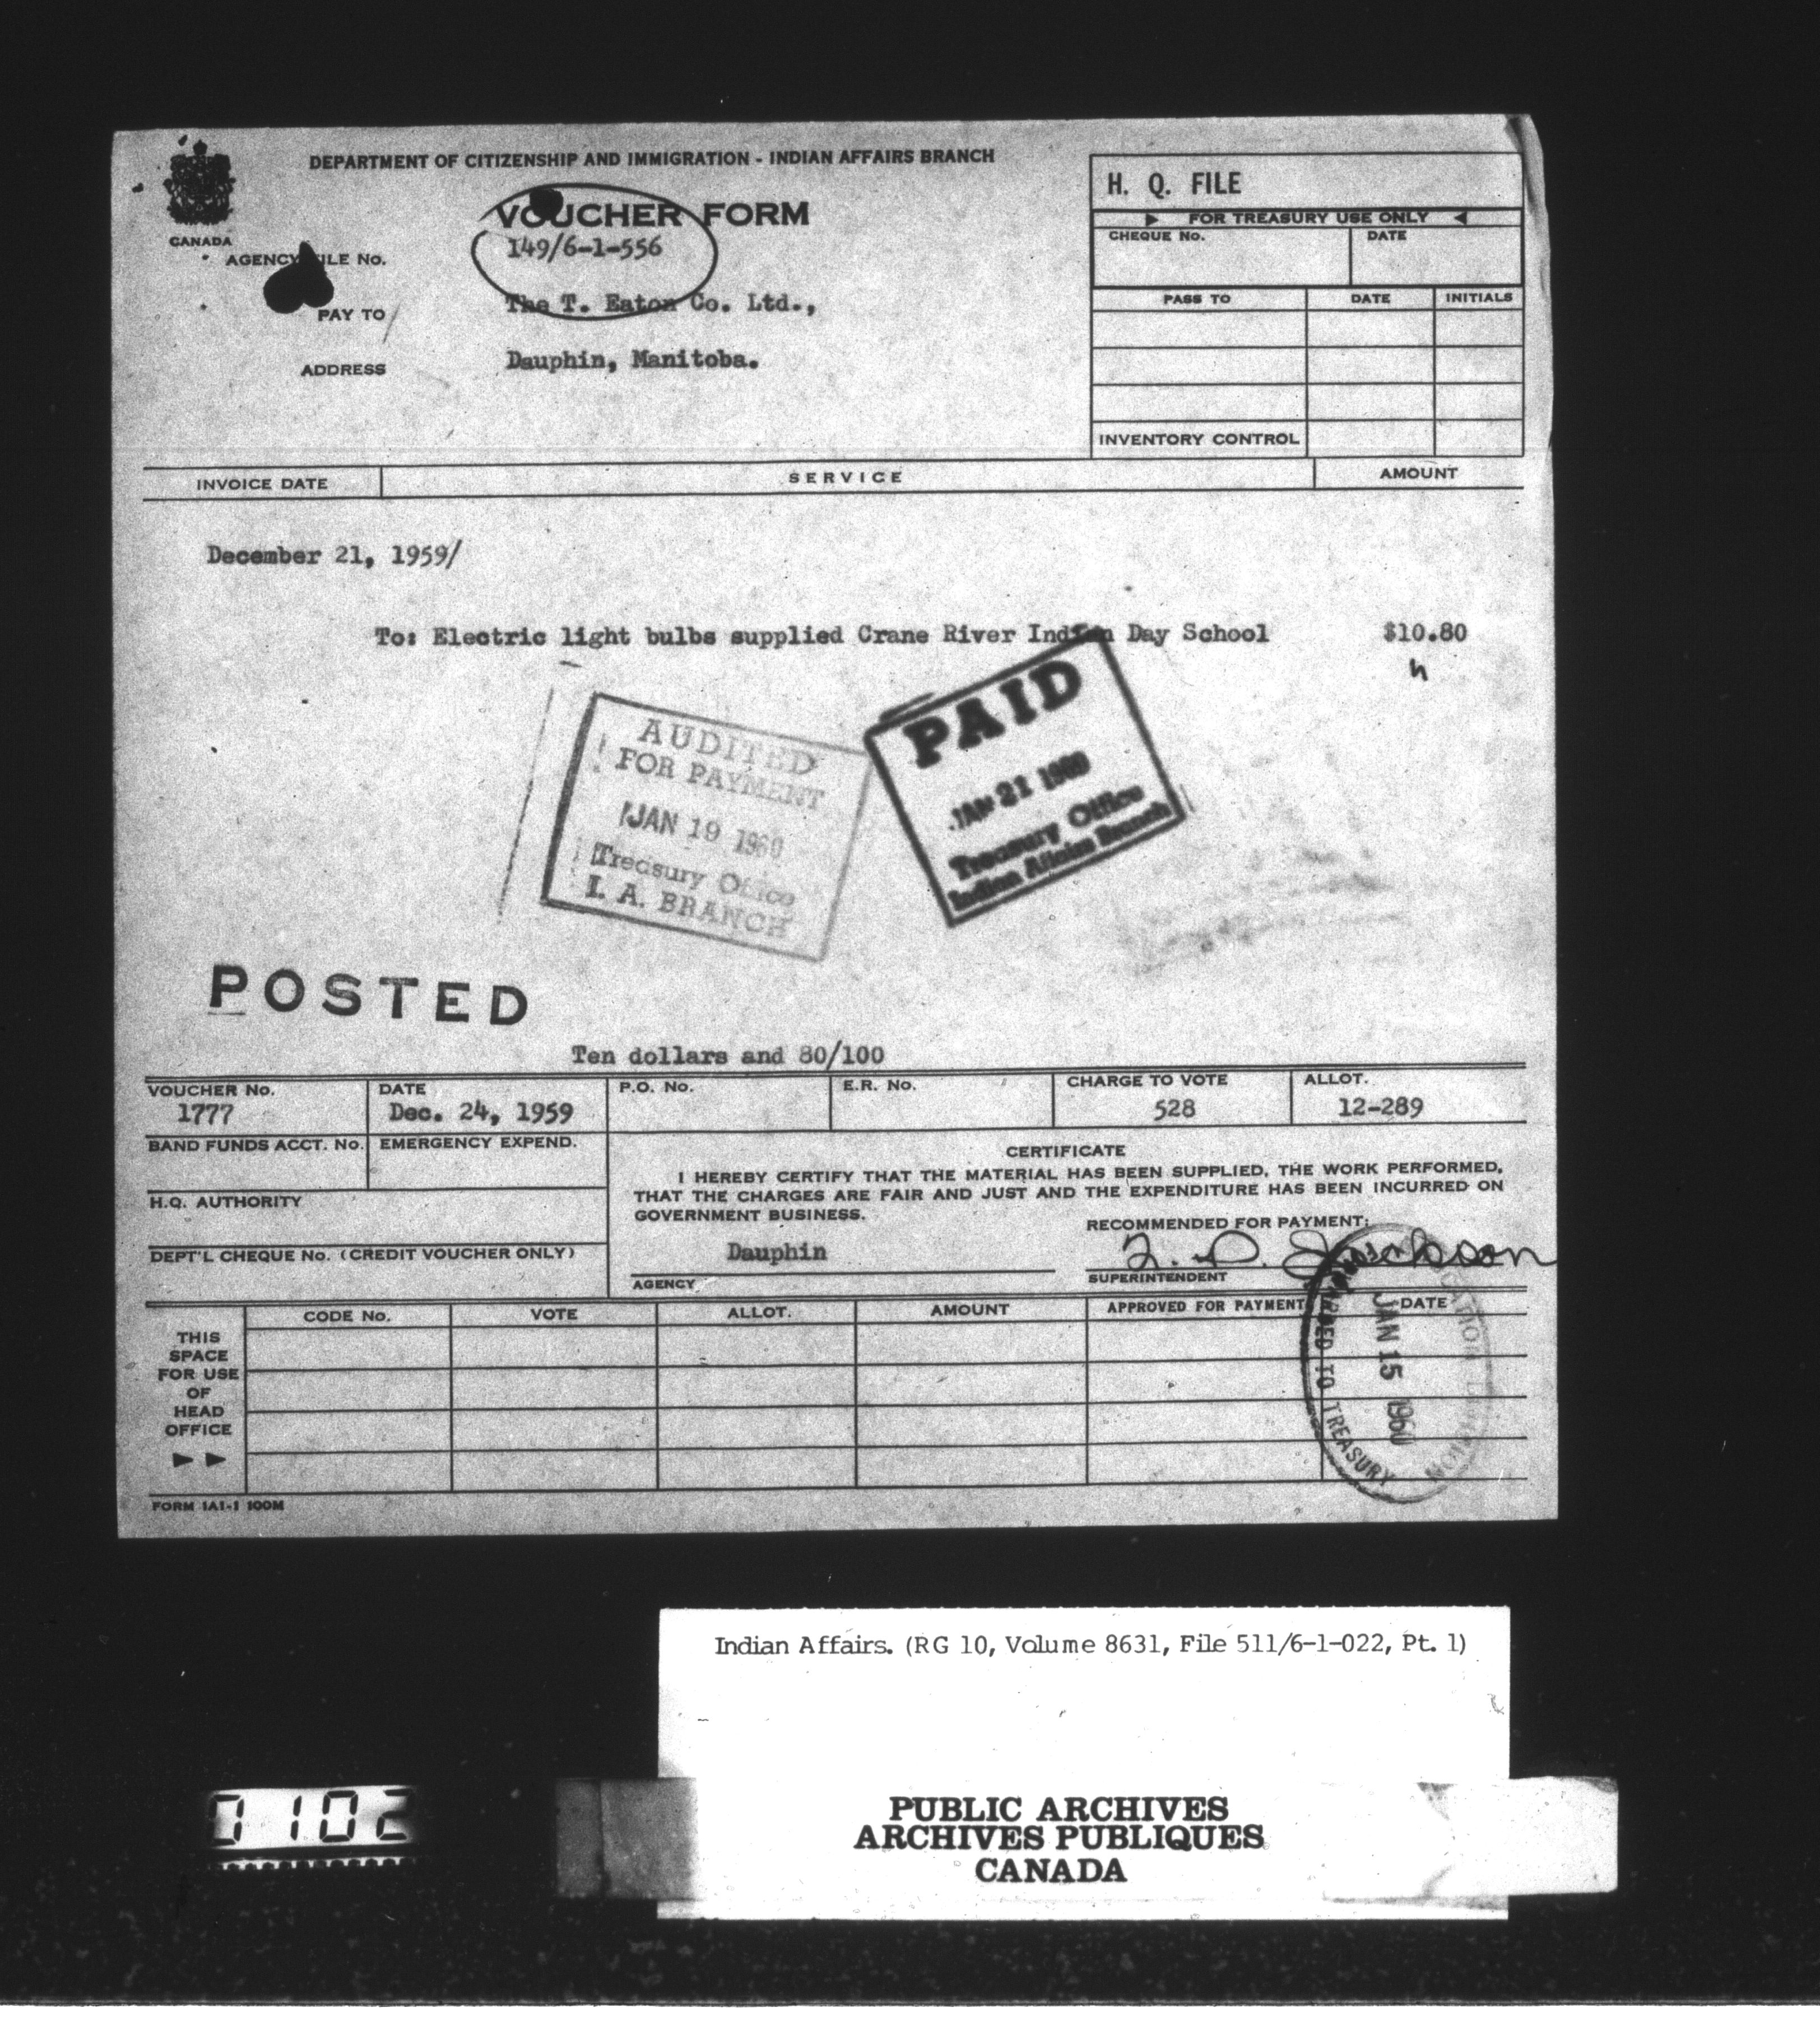 DEPARTMENT OF CITIZENSHIP AND IMMIGRATION - INDIAN AFFAIRS BRANCH
CANADA
VOUCHER FORM
AGENCY FILE No. 149/6-1-556
PAY TO The T. Eaton Co. Ltd.,
ADDRESS Dauphin, Manitoba.
H. Q. FILE
FOR TREASURY USE ONLY
CHEQUE No. DATE
PASS TO DATE INITIALS
INVENTORY CONTROL
INVOICE DATE SERVICE AMOUNT
December 21, 1959/
To: Electric light bulbs supplied Crane River Indian Day School $10.80
AUDITED
FOR PAYMENT
JAN 19 1960
Treasury Office
I. A. BRANCH
PAID
JAN 21 1960
Treasury Office
Indian Affairs Branch
POSTED
Ten dollars and 80/100
VOUCHER No. DATE P.O. No. E.R. No. CHARGE TO VOTE ALLOT.
1777 Dec. 24, 1959 528 12-289
BAND FUNDS ACCT. No. EMERGENCY EXPEND.
H.Q. AUTHORITY
DEPT'L CHEQUE No. (CREDIT VOUCHER ONLY)
CERTIFICATE
I HEREBY CERTIFY THAT THE MATERIAL HAS BEEN SUPPLIED, THE WORK PERFORMED,
THAT THE CHARGES ARE FAIR AND JUST AND THE EXPENDITURE HAS BEEN INCURRED ON
GOVERNMENT BUSINESS.
RECOMMENDED FOR PAYMENT:
Dauphin
AGENCY
SUPERINTENDENT
CODE No. VOTE ALLOT. AMOUNT APPROVED FOR PAYMENT DATE
THIS
SPACE
FOR USE
OF
HEAD
OFFICE
FORWARDED TO TREASURY
JAN 15 1960
EDUCATION DIVISION
FORM IAI-1 100M
Indian Affairs. (RG 10, Volume 8631, File 511/6-1-022, Pt. 1)
0102
PUBLIC ARCHIVES
ARCHIVES PUBLIQUES
CANADA